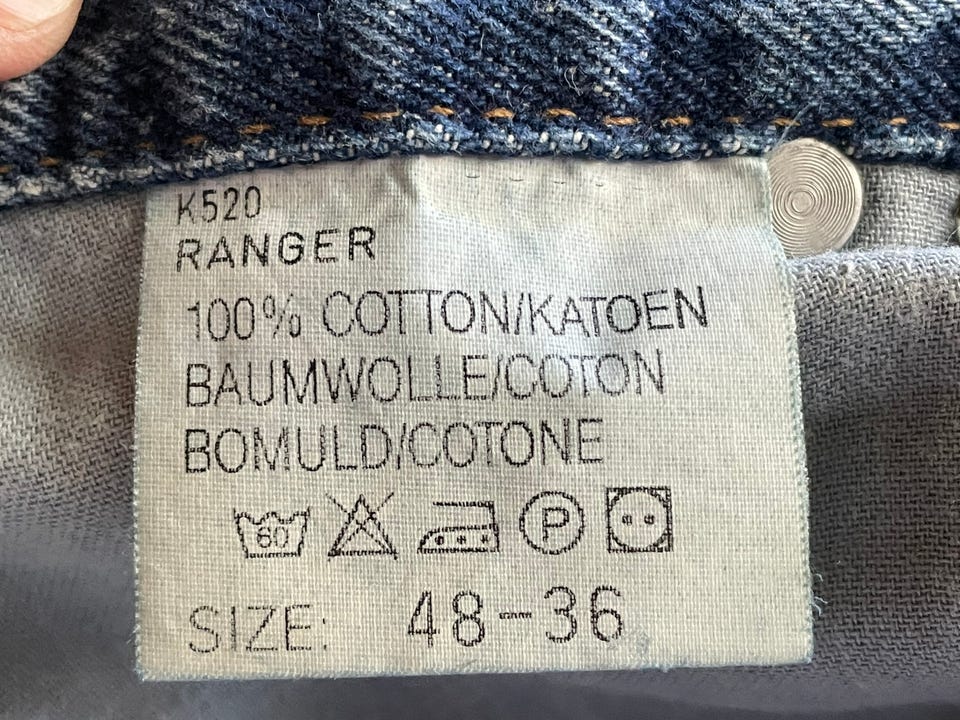 K520
RANGER
100% COTTON/KATOEN
BAUMWOLLE/COTON
BOMULD/COTONE
60 P
SIZE: 48-36